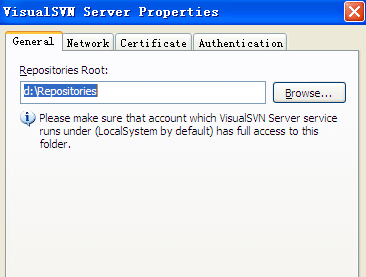 VisualSVN Server Properties
General Network Certificate Authentication
Repositories Root:
d:\Repositories Browse...
Please make sure that account which VisualSVN Server service
runs under (LocalSystem by default) has full access to this
folder.